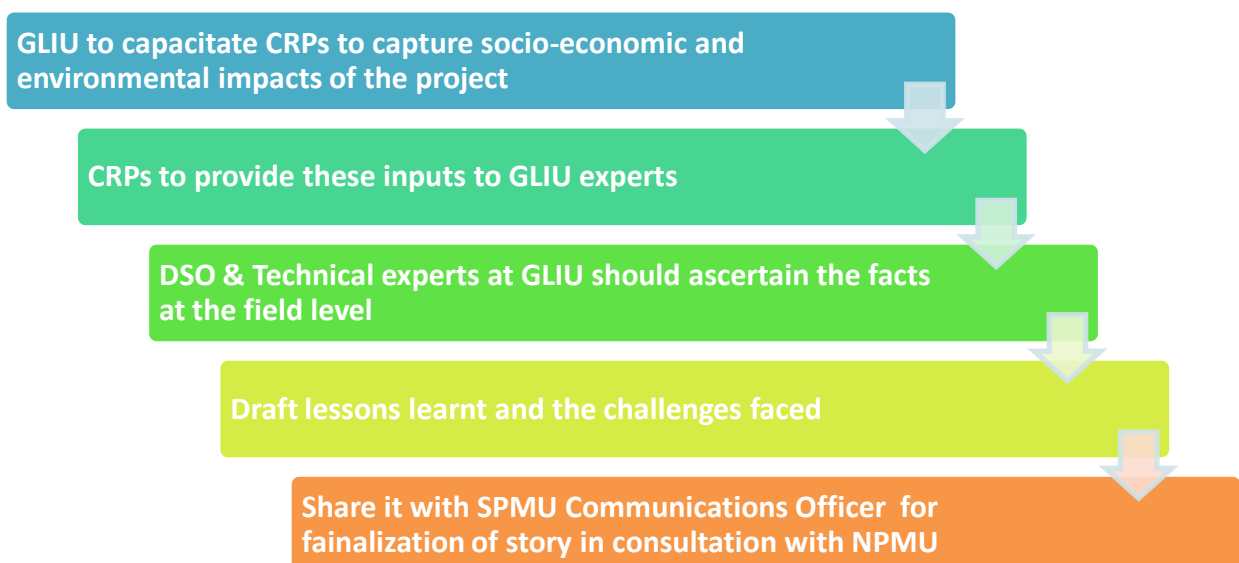 GLIU to capacitate CRPs to capture socio-economic and
environmental impacts of the project
CRPs to provide these inputs to GLIU experts
DSO & Technical experts at GLIU should ascertain the facts
at the field level
Draft lessons learnt and the challenges faced
Share it with SPMU Communications Officer for
fainalization of story in consultation with NPMU